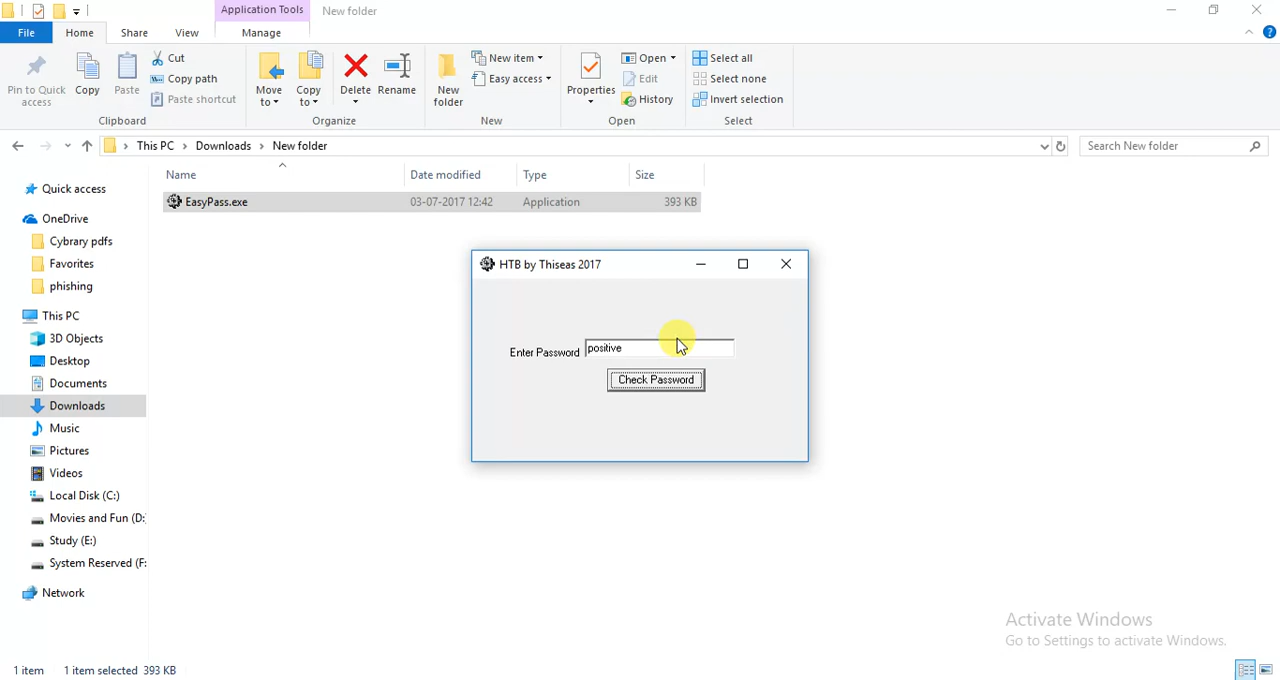 Application Tools
New folder
File
Home
Share
View
Manage
Pin to Quick access
Copy
Paste
Cut
Copy path
Paste shortcut
Clipboard
Move to
Copy to
Delete
Rename
Organize
New folder
New item
Easy access
New
Properties
Open
Edit
History
Open
Select all
Select none
Invert selection
Select
This PC
Downloads
New folder
Search New folder
Name
Date modified
Type
Size
EasyPass.exe
03-07-2017 12:42
Application
393 KB
Quick access
OneDrive
Cybrary pdfs
Favorites
phishing
This PC
3D Objects
Desktop
Documents
Downloads
Music
Pictures
Videos
Local Disk (C:)
Movies and Fun (D:)
Study (E:)
System Reserved (F:
Network
HTB by Thiseas 2017
Enter Password
positive
Check Password
Activate Windows
Go to Settings to activate Windows.
1 item
1 item selected 393 KB